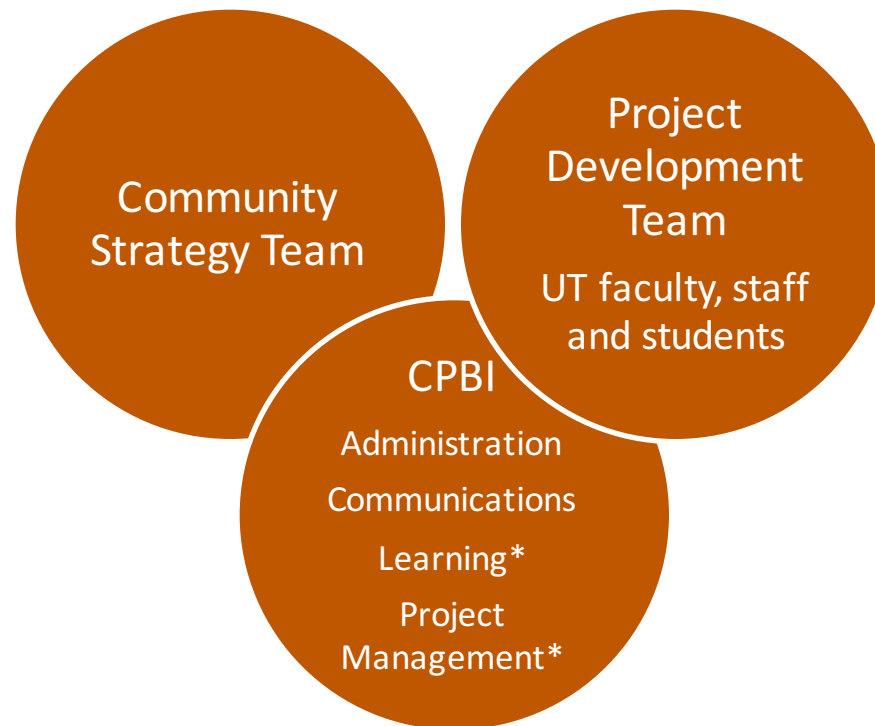 Community
Strategy Team
Project
Development
Team
UT faculty, staff
and students
CPBI
Administration
Communications
Learning*
Project
Management*